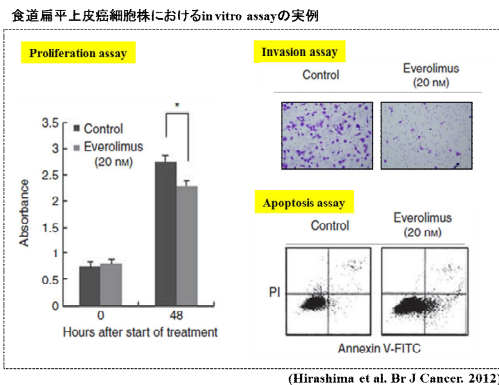 食道扁平上皮癌細胞株におけるin vitro assayの実例
Proliferation assay
Absorbance
3.5
3
2.5
2
1.5
1
0.5
0
Control
Everolimus
(20 nM)
*
0
48
Hours after start of treatment
Invasion assay
Control
Everolimus
(20 nM)
Apoptosis assay
Control
Everolimus
(20 nM)
PI
Annexin V-FITC
(Hirashima et al. Br J Cancer. 2012)